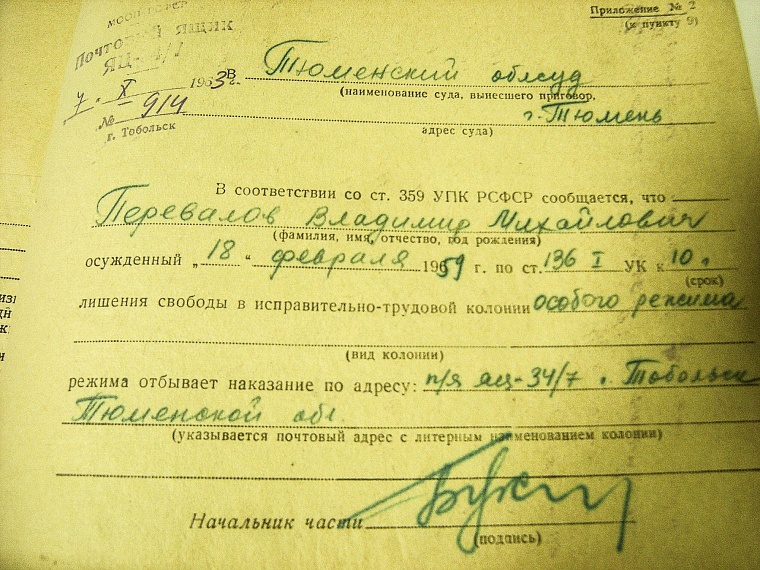 Приложение № 2
(к пункту 9)
МООП РСФСР
Почтовый ящик
ЯЦ-34/7
7. X 1963 г.
№ 914
г. Тобольск
В Тюменский облсуд
(наименование суда, вынесшего приговор,
г. Тюмень
адрес суда)
В соответствии со ст. 359 УПК РСФСР сообщается, что
Перевалов Владимир Михайлович
(фамилия, имя, отчество, год рождения)
осужденный „18“ февраля 1959 г. по ст. 136 I УК к 10 г.
(срок)
лишения свободы в исправительно-трудовой колонии особого режима
(вид колонии)
режима отбывает наказание по адресу: п/я яц-34/7 г. Тобольск
Тюменской обл.
(указывается почтовый адрес с литерным наименованием колонии)
Начальник части
(подпись)